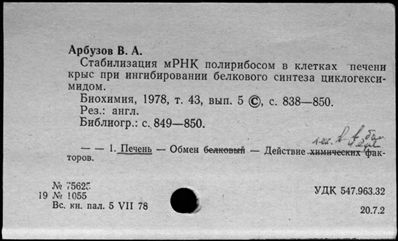 Арбузов В. А.
Стабилизация мРНК полирибосом в клетках печени
крыс при ингибировании белкового синтеза циклогекси-
мидом.
Биохимия, 1978, т. 43, вып. 5 ©, с. 838—850.
Рез.: англ.
Библиогр.: с. 849—850.
— — 1. Печень — Обмен белковый — Действие химических фак-
торов.
№ 75625
19 № 1055
Вс. кн. пал. 5 VII 78
УДК 547.963.32
20.7.2